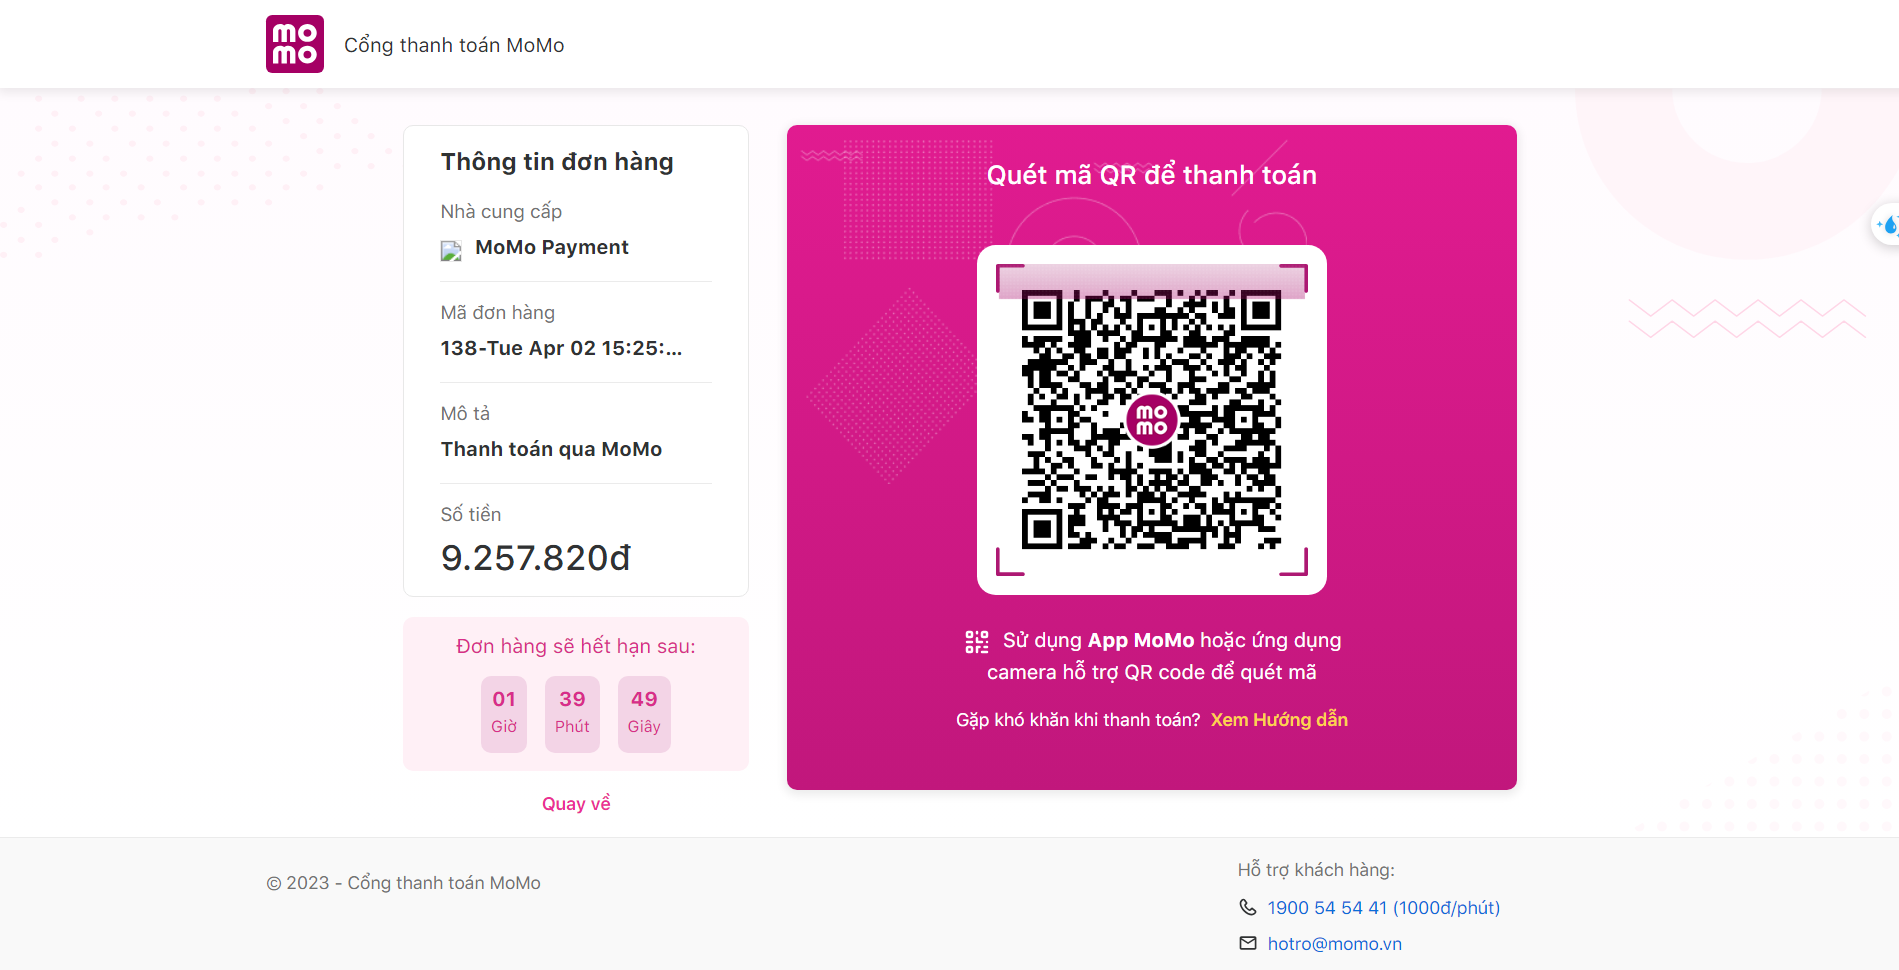 momo
Cổng thanh toán MoMo
Thông tin đơn hàng
Nhà cung cấp
MoMo Payment
Mã đơn hàng
138-Tue Apr 02 15:25:...
Mô tả
Thanh toán qua MoMo
Số tiền
9.257.820đ
Đơn hàng sẽ hết hạn sau:
01 39 49
Giờ Phút Giây
Quay về
Quét mã QR để thanh toán
momo
Sử dụng App MoMo hoặc ứng dụng
camera hỗ trợ QR code để quét mã
Gặp khó khăn khi thanh toán? Xem Hướng dẫn
© 2023 - Cổng thanh toán MoMo
Hỗ trợ khách hàng:
1900 54 54 41 (1000đ/phút)
hotro@momo.vn